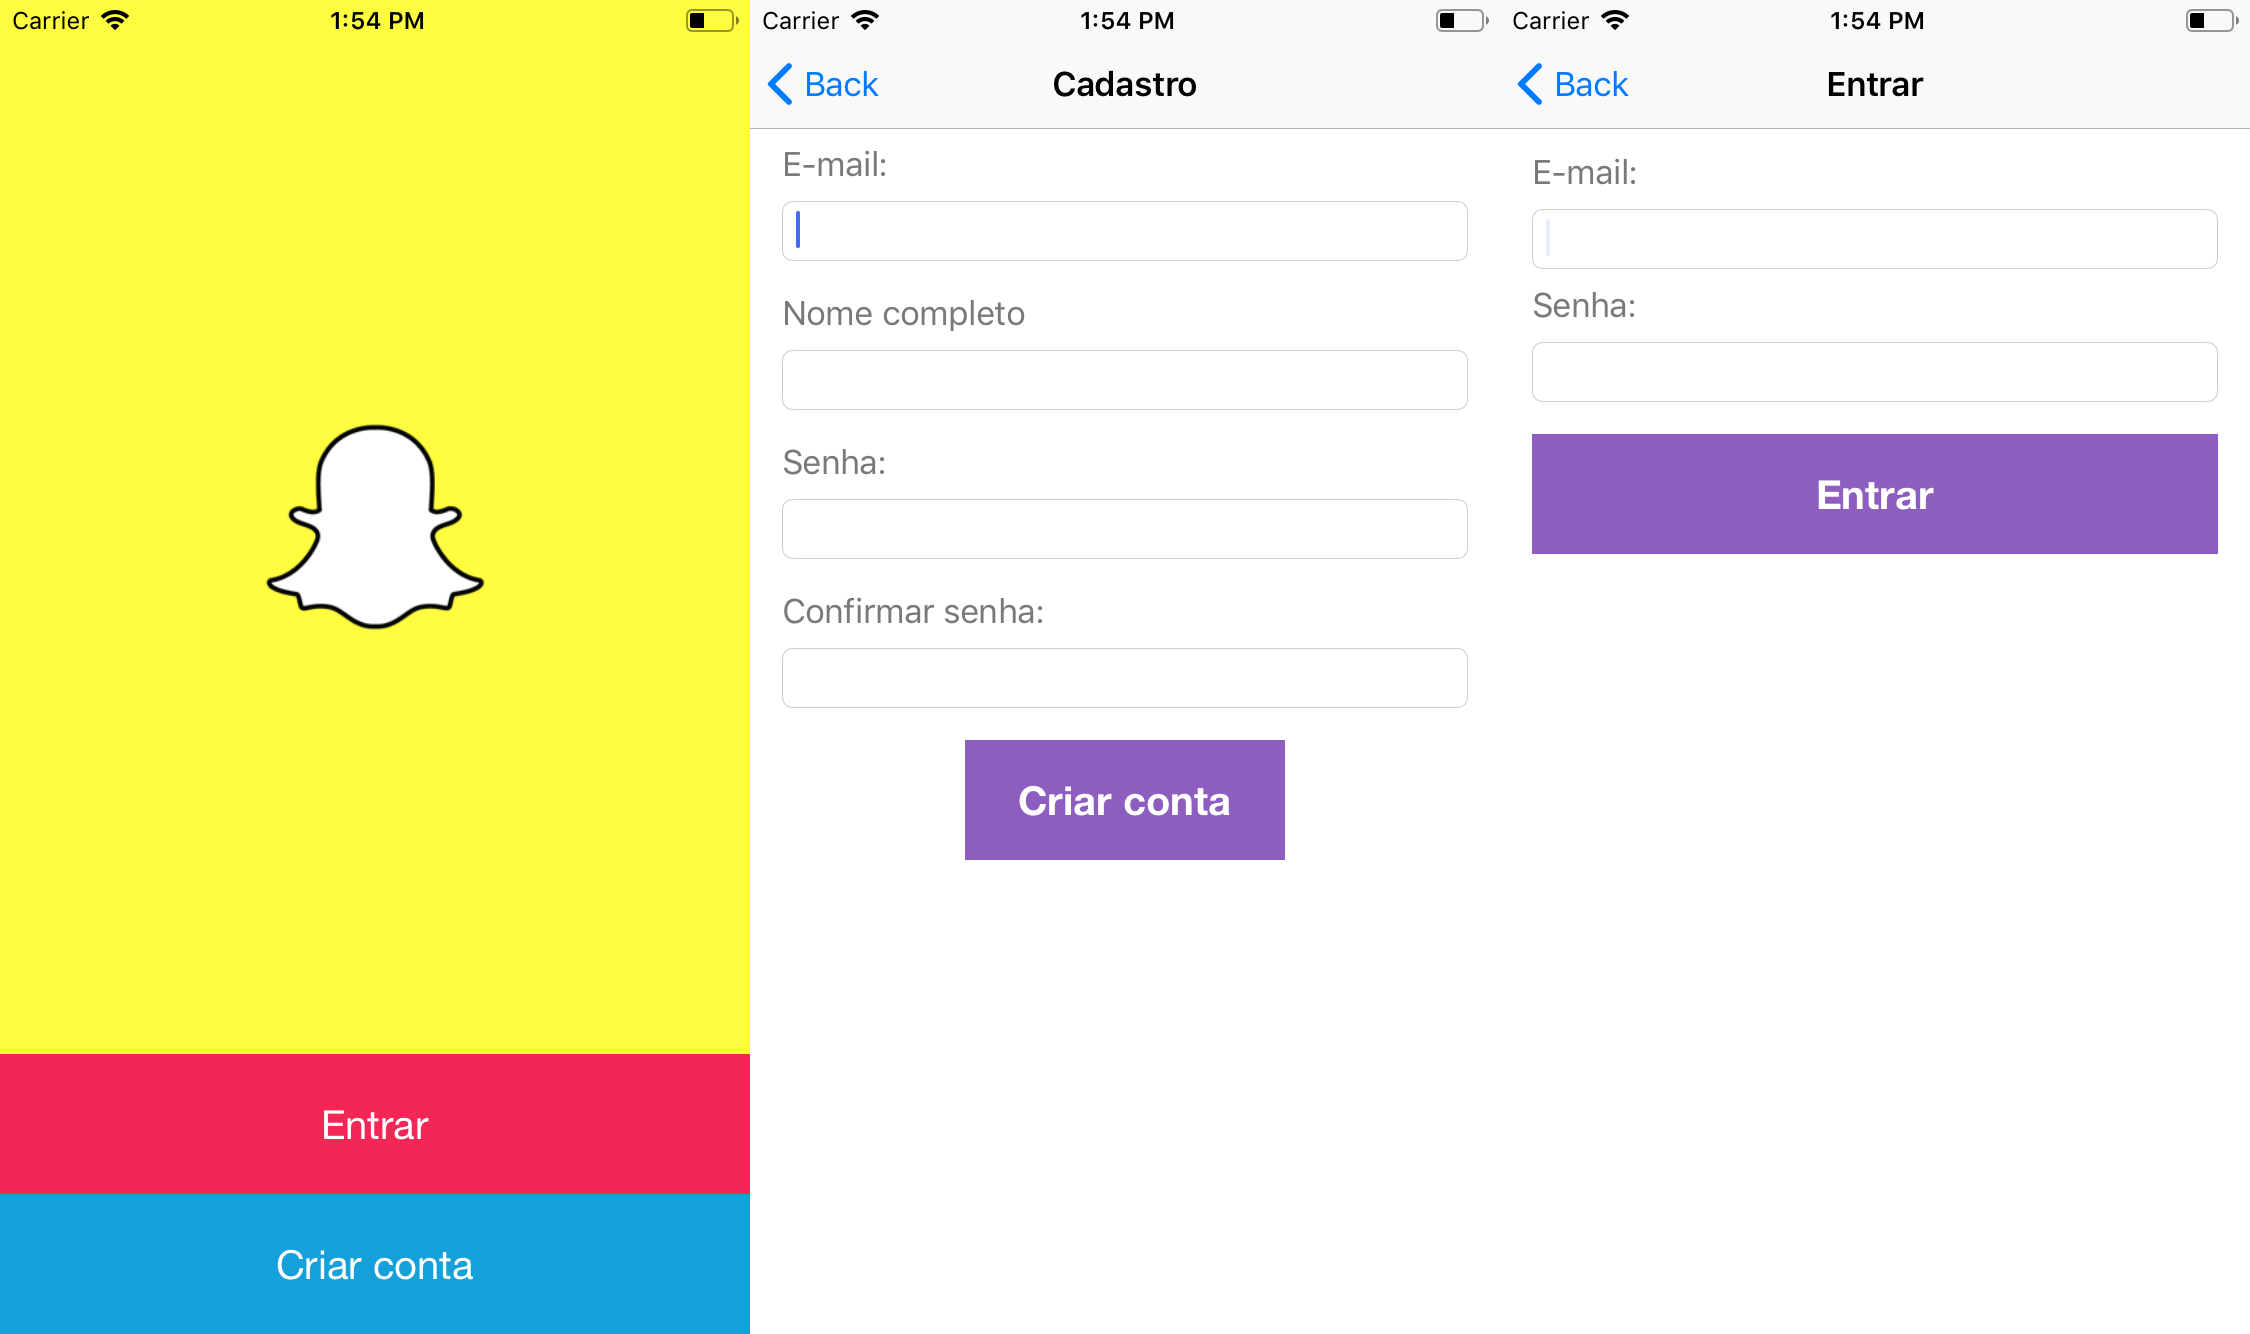 Carrier 1:54 PM
Entrar
Criar conta
Carrier 1:54 PM
Back Cadastro
E-mail:
Nome completo
Senha:
Confirmar senha:
Criar conta
Carrier 1:54 PM
Back Entrar
E-mail:
Senha:
Entrar